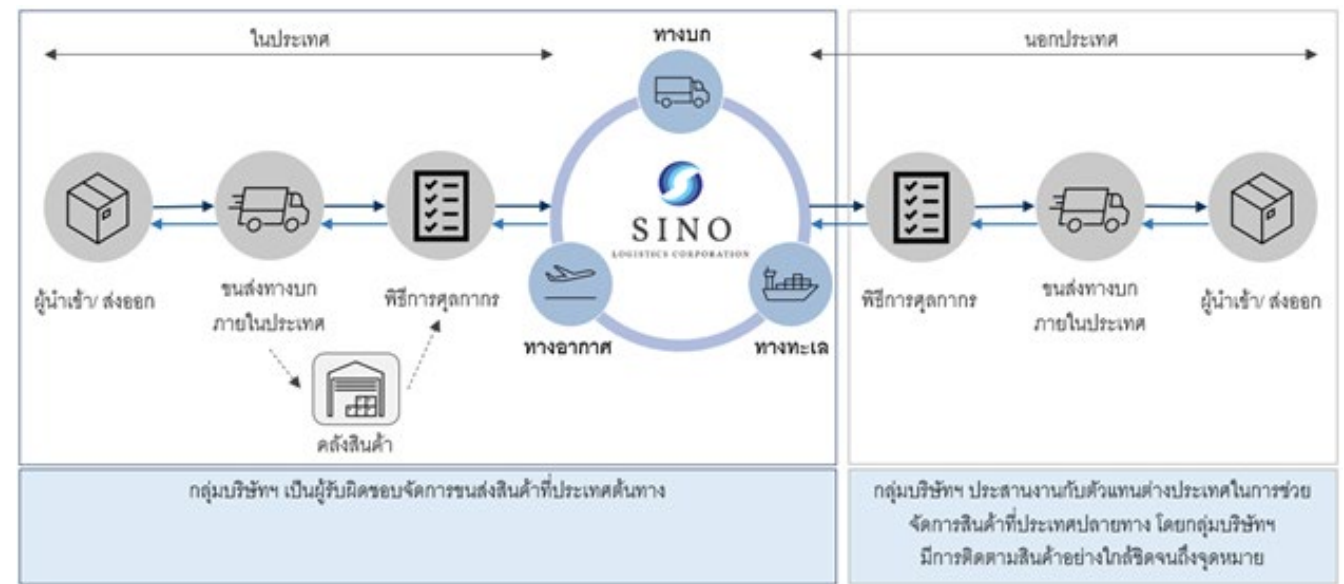 ในประเทศ
ทางบก
นอกประเทศ
SINO
LOGISTICS CORPORATION
ผู้นำเข้า/ ส่งออก
ขนส่งทางบก
ภายในประเทศ
พิธีการศุลกากร
ทางอากาศ
ทางทะเล
พิธีการศุลกากร
ขนส่งทางบก
ภายในประเทศ
ผู้นำเข้า/ ส่งออก
คลังสินค้า
กลุ่มบริษัทฯ เป็นผู้รับผิดชอบจัดการขนส่งสินค้าที่ประเทศต้นทาง
กลุ่มบริษัทฯ ประสานงานกับตัวแทนต่างประเทศในการช่วย
จัดการสินค้าที่ประเทศปลายทาง โดยกลุ่มบริษัทฯ
มีการติดตามสินค้าอย่างใกล้ชิดจนถึงจุดหมาย